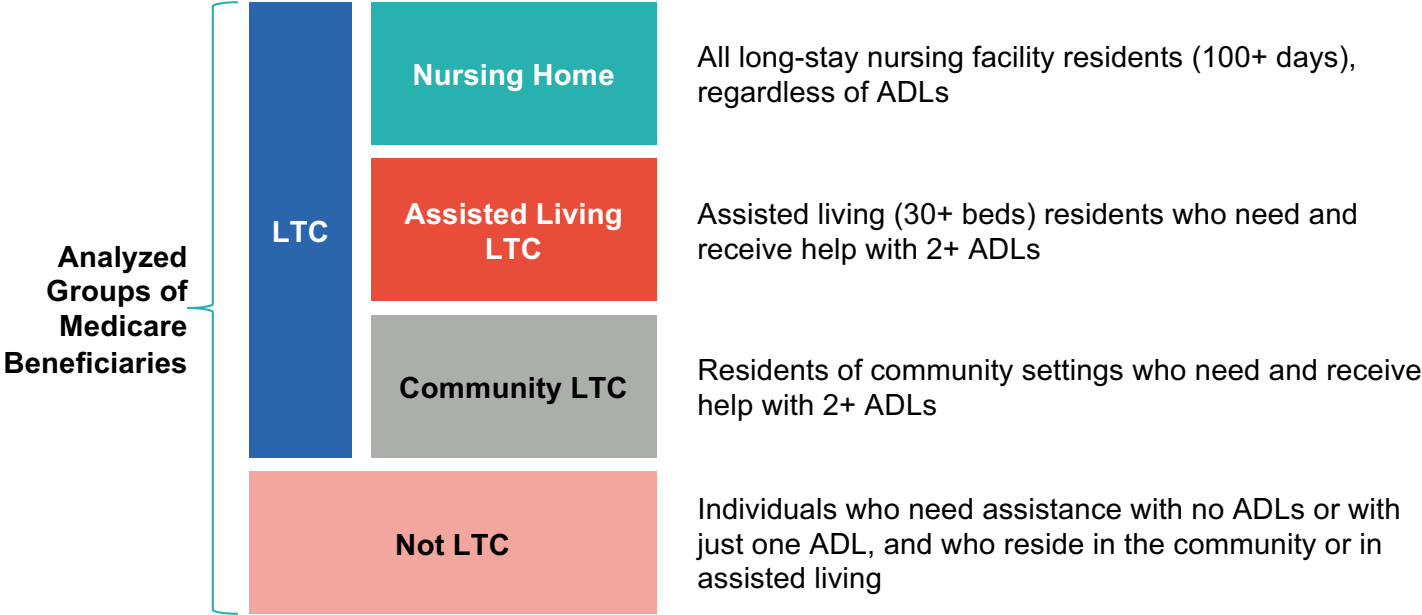 Analyzed
Groups of
Medicare
Beneficiaries
LTC
Nursing Home
All long-stay nursing facility residents (100+ days),
regardless of ADLs
Assisted Living
LTC
Assisted living (30+ beds) residents who need and
receive help with 2+ ADLs
Community LTC
Residents of community settings who need and receive
help with 2+ ADLs
Not LTC
Individuals who need assistance with no ADLs or with
just one ADL, and who reside in the community or in
assisted living